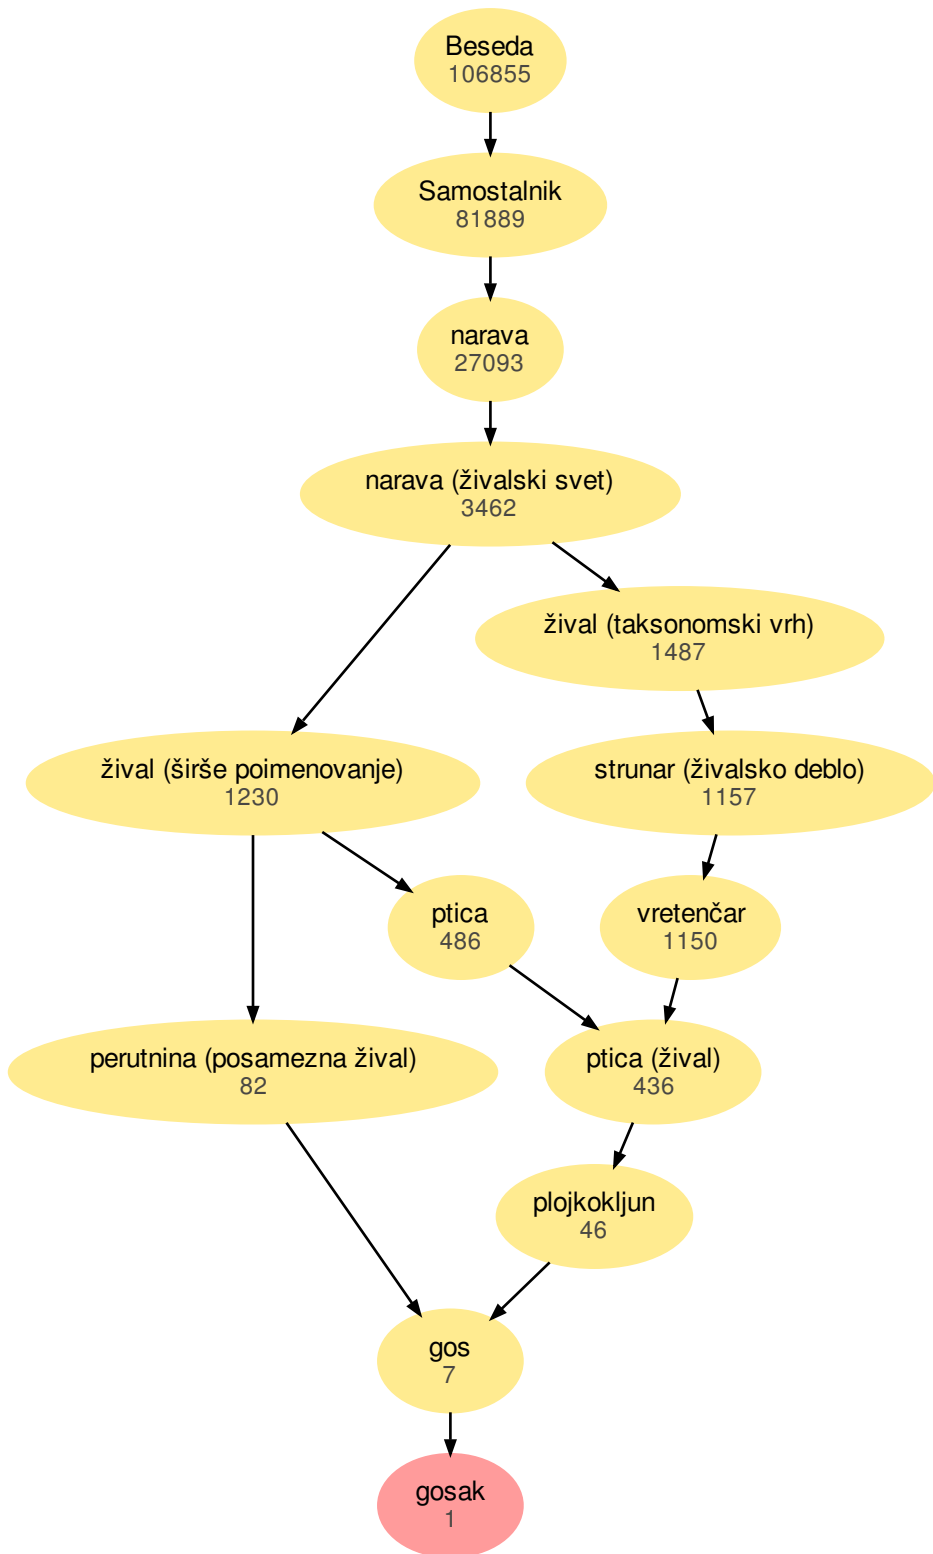 Beseda
106855
Samostalnik
81889
narava
27093
narava (živalski svet)
3462
žival (taksonomski vrh)
1487
žival (širše poimenovanje)
1230
strunar (živalsko deblo)
1157
ptica
486
vretenčar
1150
perutnina (posamezna žival)
82
ptica (žival)
436
plojkokljun
46
gos
7
gosak
1